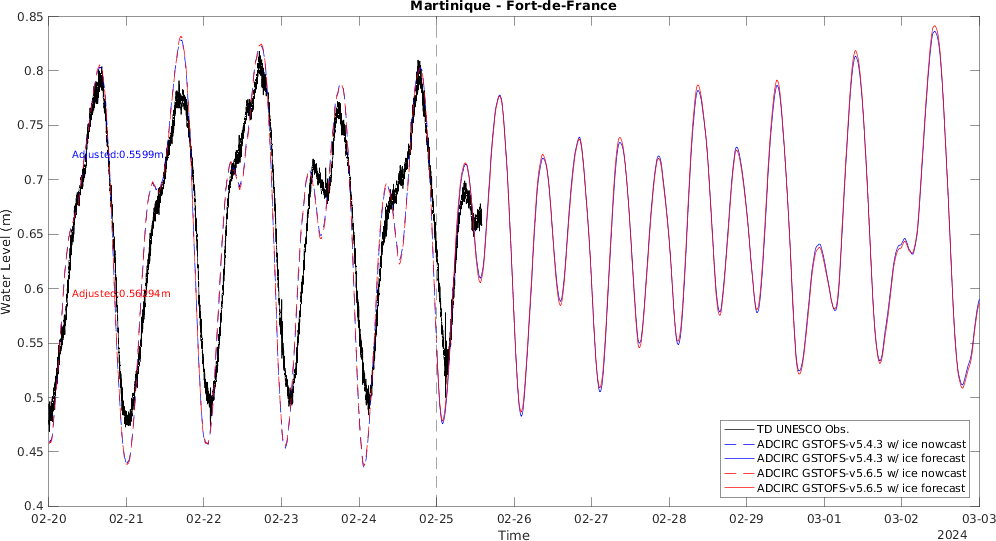 Martinique - Fort-de-France
0.85
0.8
0.75
0.7
0.65
0.6
0.55
0.5
0.45
0.4
Water Level (m)
Adjusted:0.5599m
Adjusted:0.56294m
TD UNESCO Obs.
ADCIRC GSTOFS-v5.4.3 w/ ice nowcast
ADCIRC GSTOFS-v5.4.3 w/ ice forecast
ADCIRC GSTOFS-v5.6.5 w/ ice nowcast
ADCIRC GSTOFS-v5.6.5 w/ ice forecast
02-20 02-21 02-22 02-23 02-24 02-25 02-26 02-27 02-28 02-29 03-01 03-02 03-03
Time
2024